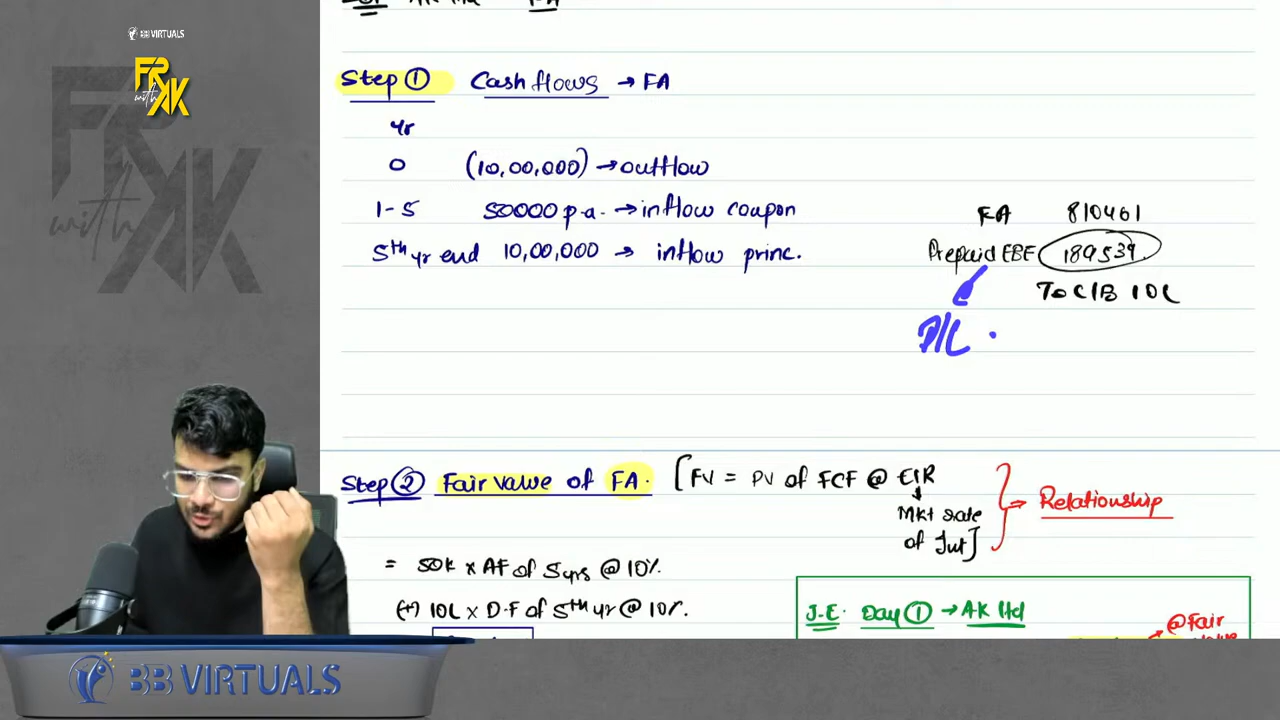 BB VIRTUALS
FR
with
AK
Step ① Cash flows → FA
yr
0 (10,00,000) → outflow
1-5 50000 p.a. → inflow coupon
5th yr end 10,00,000 → inflow princ.
FA 810461
Prepaid EBE 189539
To C/B 10L
P/L
Step ② Fair value of FA. [FV = PV of FCF @ EIR
Mkt rate
of Int]
Relationship
= 50k x AF of 5yrs @ 10%.
(+) 10L x D.F of 5th yr @ 10%.
J.E. Day ① → AK ltd
@Fair
BB VIRTUALS